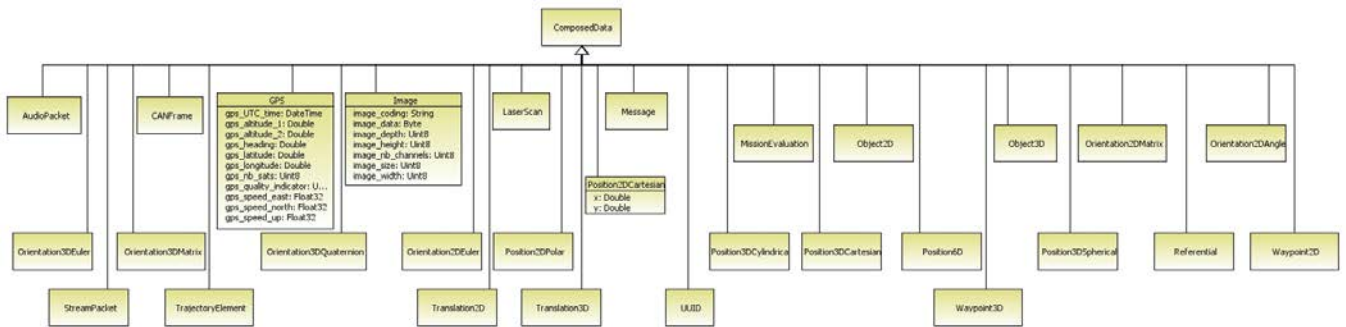 ComposedData
AudioPacket
CANFrame
GPS
gps_UTC_time: DateTime
gps_altitude_1: Double
gps_altitude_2: Double
gps_heading: Double
gps_latitude: Double
gps_longitude: Double
gps_nb_sats: Uint8
gps_quality_indicator: U...
gps_speed_east: Float32
gps_speed_north: Float32
gps_speed_up: Float32
Image
image_coding: String
image_data: Byte
image_depth: Uint8
image_height: Uint8
image_nb_channels: Uint8
image_size: Uint8
image_width: Uint8
LaserScan
Message
MissionEvaluation
Object2D
Object3D
Orientation2DMatrix
Orientation2DAngle
Position2DCartesian
x: Double
y: Double
Orientation3DEuler
Orientation3DMatrix
Orientation3DQuaternion
Orientation2DEuler
Position2DPolar
Position3DCylindrica
Position3DCartesian
Position6D
Position3DSpherical
Referential
Waypoint2D
StreamPacket
TrajectoryElement
Translation2D
Translation3D
UUID
Waypoint3D